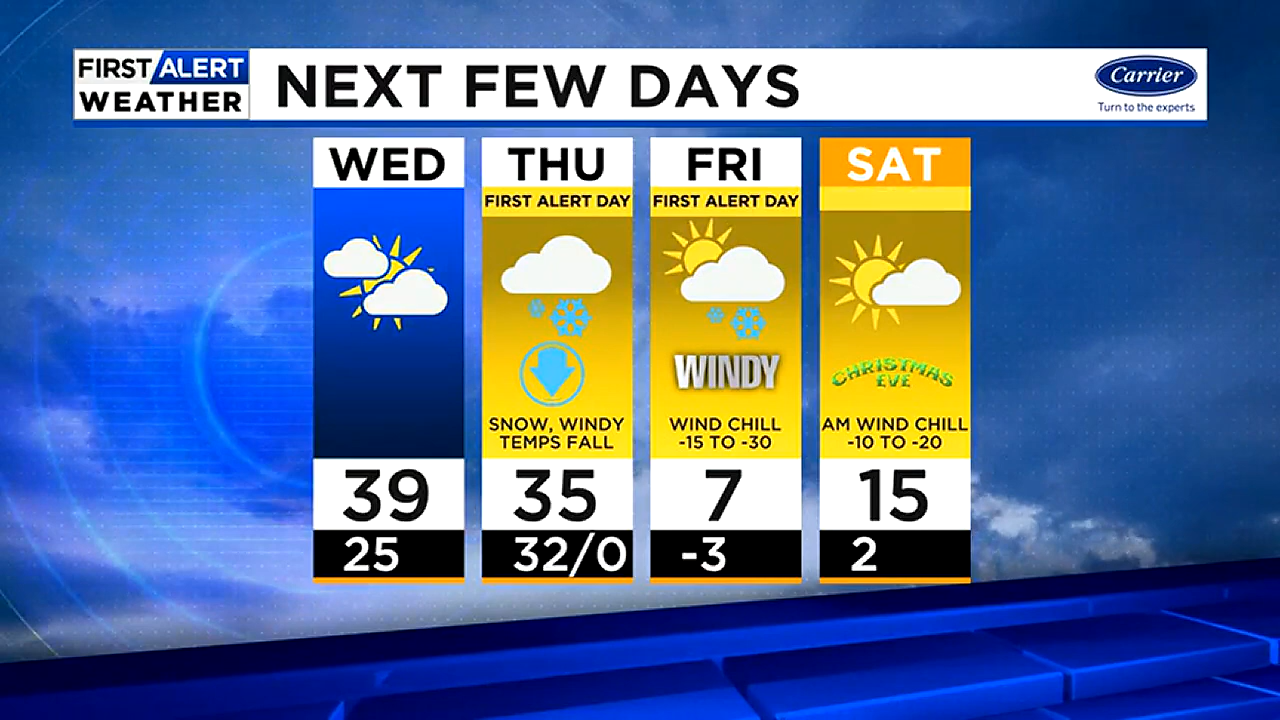 FIRST ALERT
WEATHER
NEXT FEW DAYS
Carrier
Turn to the experts
WED
39
25
THU
FIRST ALERT DAY
SNOW, WINDY
TEMPS FALL
35
32/0
FRI
FIRST ALERT DAY
WINDY
WIND CHILL
-15 TO -30
7
-3
SAT
CHRISTMAS
EVE
AM WIND CHILL
-10 TO -20
15
2